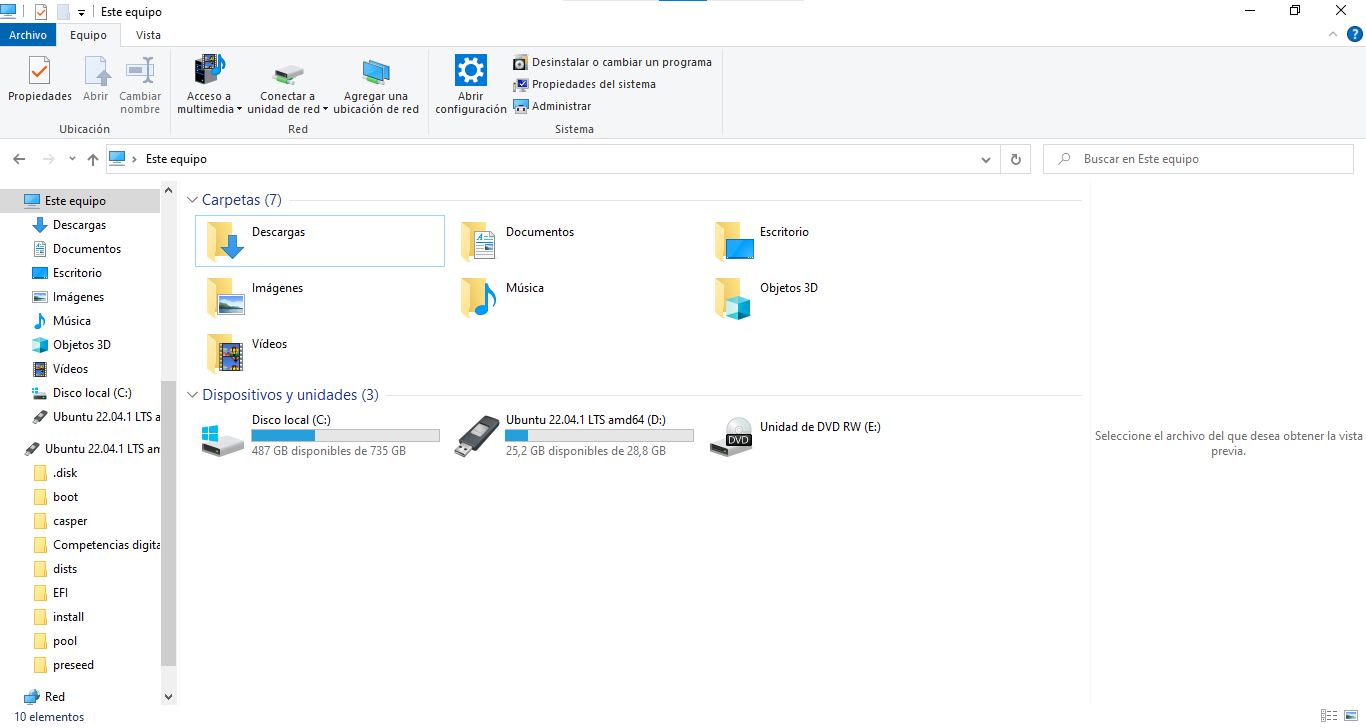 Este equipo
Archivo
Equipo
Vista
Propiedades
Abrir
Cambiar
nombre
Ubicación
Acceso a
multimedia
Conectar a
unidad de red
Agregar una
ubicación de red
Red
Abrir
configuración
Desinstalar o cambiar un programa
Propiedades del sistema
Administrar
Sistema
Este equipo
Buscar en Este equipo
Este equipo
Descargas
Documentos
Escritorio
Imágenes
Música
Objetos 3D
Vídeos
Disco local (C:)
Ubuntu 22.04.1 LTS a
Ubuntu 22.04.1 LTS am
.disk
boot
casper
Competencias digita
dists
EFI
install
pool
preseed
Red
Carpetas (7)
Descargas
Documentos
Escritorio
Imágenes
Música
Objetos 3D
Vídeos
Dispositivos y unidades (3)
Disco local (C:)
487 GB disponibles de 735 GB
Ubuntu 22.04.1 LTS amd64 (D:)
25,2 GB disponibles de 28,8 GB
DVD
Unidad de DVD RW (E:)
Seleccione el archivo del que desea obtener la vista
previa.
10 elementos